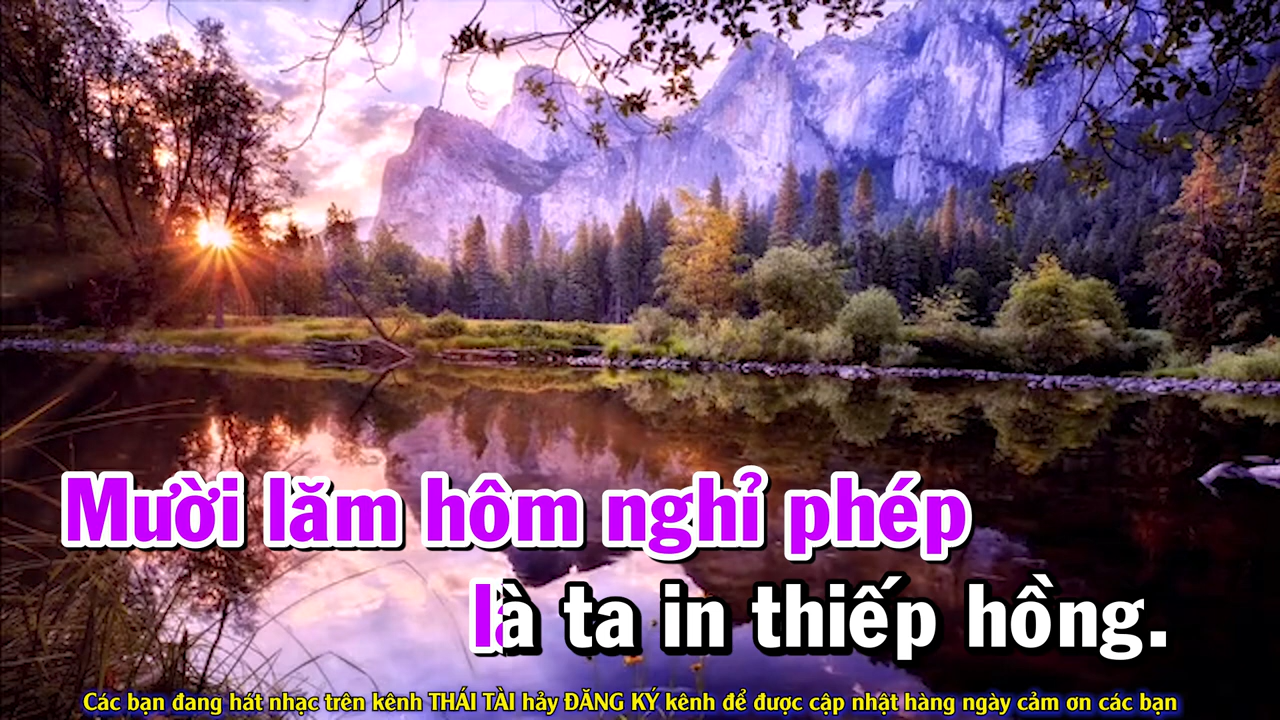 Mười lăm hôm nghỉ phép
là ta in thiếp hồng.
Các bạn đang hát nhạc trên kênh THÁI TÀI hảy ĐĂNG KÝ kênh để được cập nhật hàng ngày cảm ơn các bạn